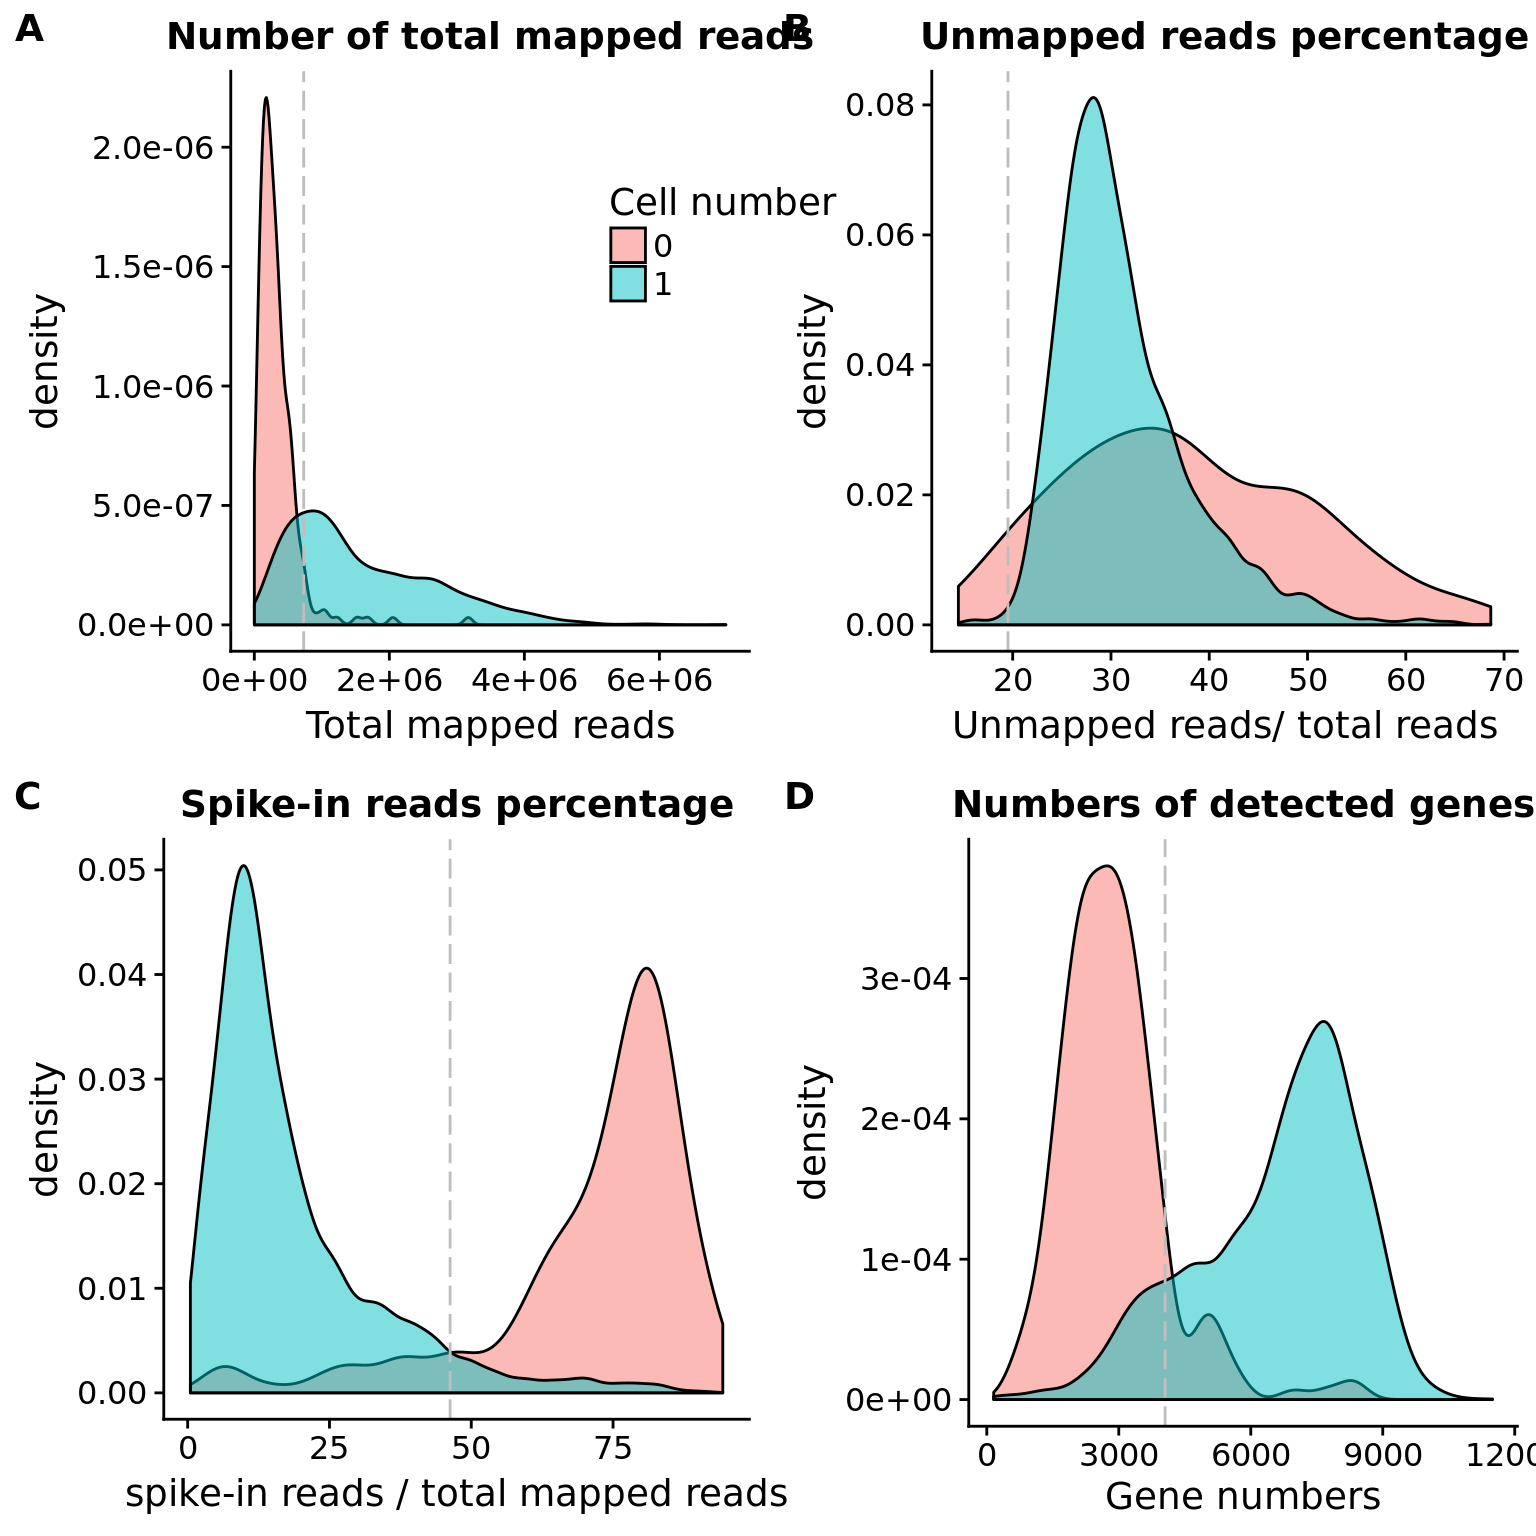 A
Number of total mapped reads
density
2.0e-06
1.5e-06
1.0e-06
5.0e-07
0.0e+00
0e+00 2e+06 4e+06 6e+06
Total mapped reads
Cell number
0
1
B
Unmapped reads percentage
density
0.08
0.06
0.04
0.02
0.00
20 30 40 50 60 70
Unmapped reads/ total reads
C
Spike-in reads percentage
density
0.05
0.04
0.03
0.02
0.01
0.00
0 25 50 75
spike-in reads / total mapped reads
D
Numbers of detected genes
density
3e-04
2e-04
1e-04
0e+00
0 3000 6000 9000
Gene numbers